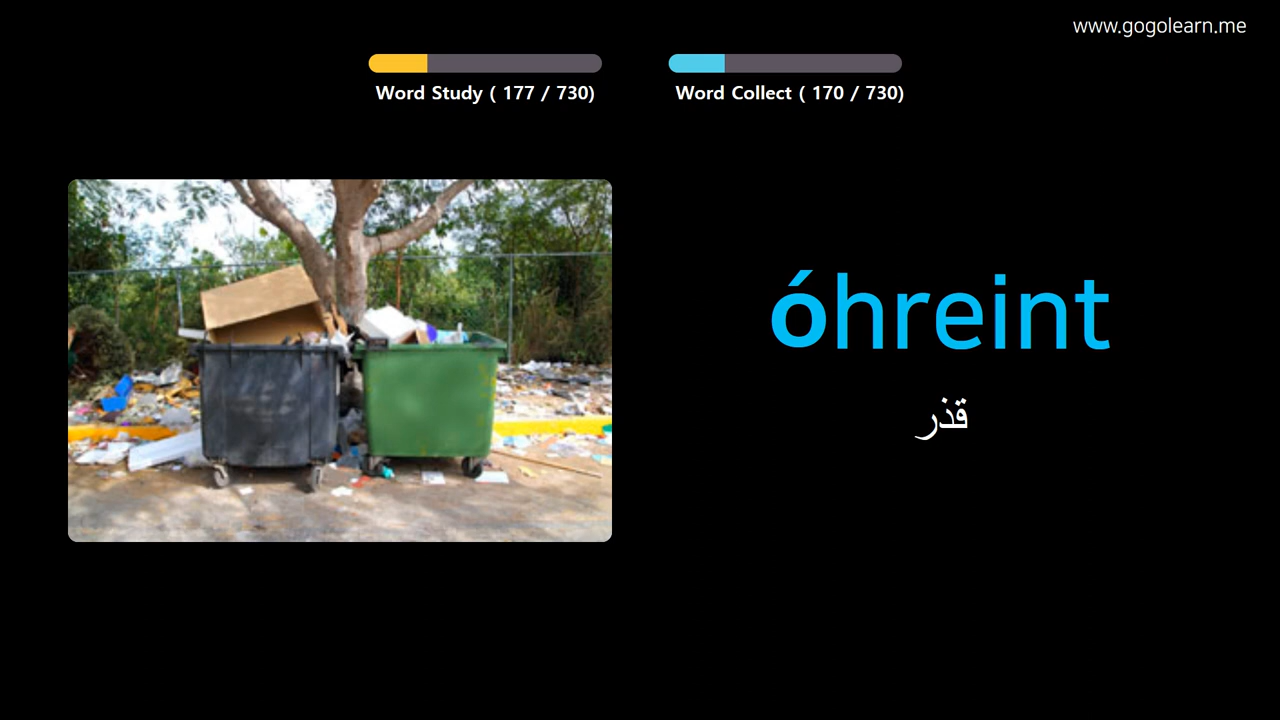 www.gogolearn.me
Word Study ( 177 / 730)
Word Collect ( 170 / 730)
óhreint
قذر